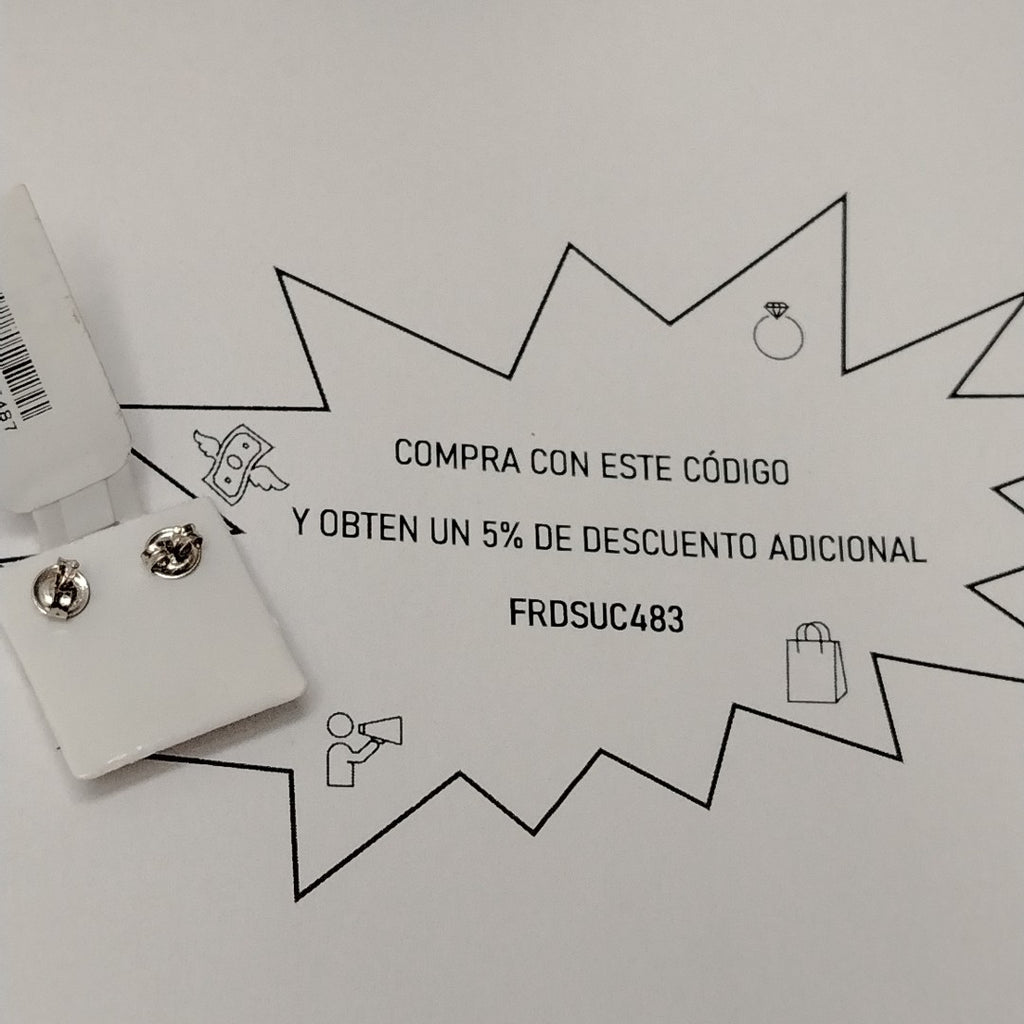 COMPRA CON ESTE CÓDIGO
Y OBTEN UN 5% DE DESCUENTO ADICIONAL
FRDSUC483